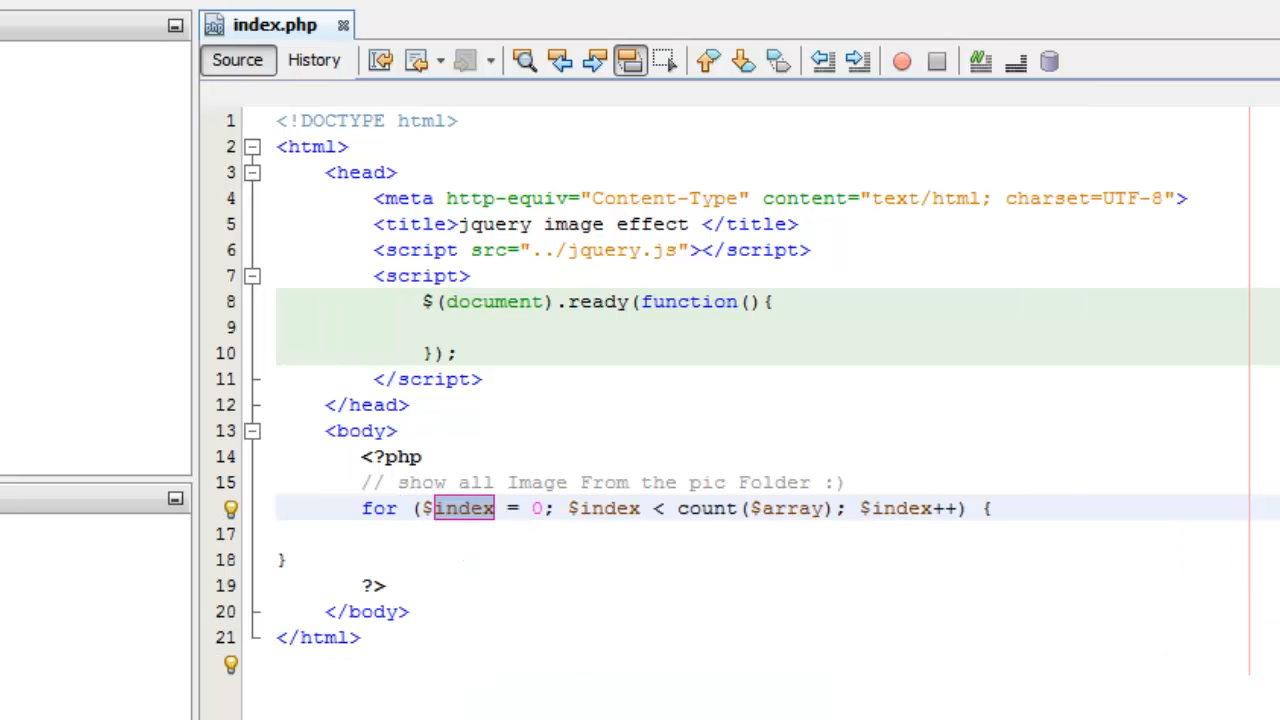 index.php
Source History
1 <!DOCTYPE html>
2 <html>
3 <head>
4 <meta http-equiv="Content-Type" content="text/html; charset=UTF-8">
5 <title>jquery image effect </title>
6 <script src="../jquery.js"></script>
7 <script>
8 $(document).ready(function(){
9
10 });
11 </script>
12 </head>
13 <body>
14 <?php
15 // show all Image From the pic Folder :)
for ($index = 0; $index < count($array); $index++) {
17
18 }
19 ?>
20 </body>
21 </html>